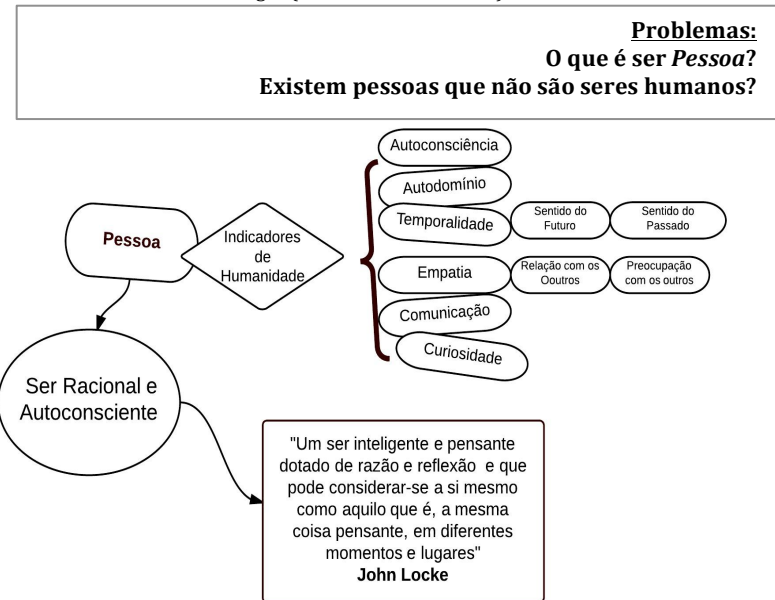 Problemas:
O que é ser Pessoa?
Existem pessoas que não são seres humanos?
Pessoa
Indicadores
de
Humanidade
Autoconsciência
Autodomínio
Temporalidade
Sentido do
Futuro
Sentido do
Passado
Empatia
Relação com os
Ooutros
Preocupação
com os outros
Comunicação
Curiosidade
Ser Racional e
Autoconsciente
"Um ser inteligente e pensante
dotado de razão e reflexão e que
pode considerar-se a si mesmo
como aquilo que é, a mesma
coisa pensante, em diferentes
momentos e lugares"
John Locke